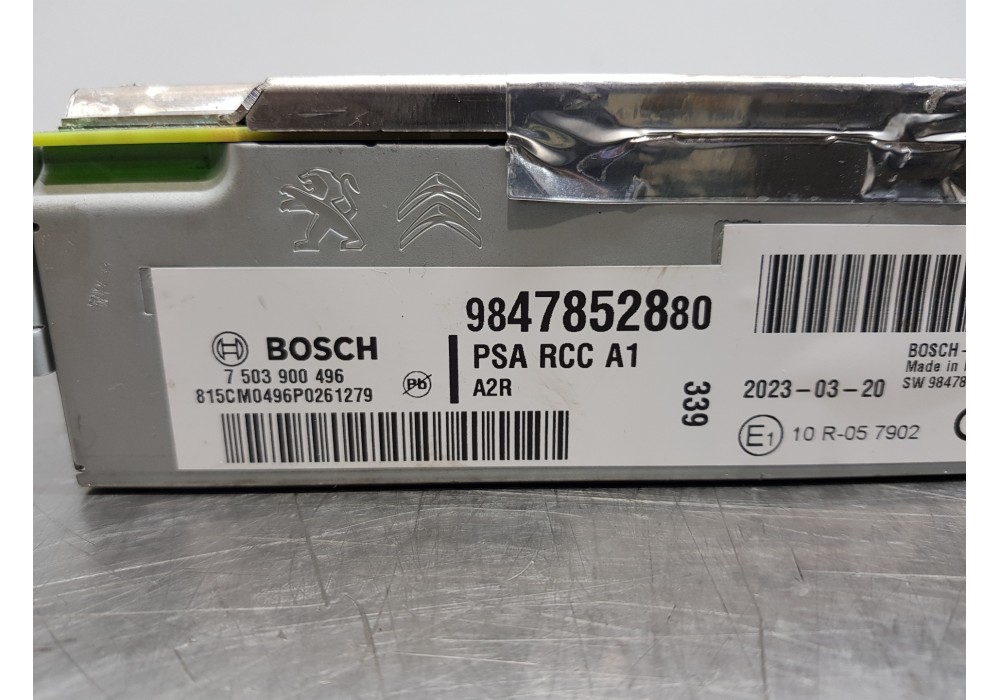 9847852880
BOSCH
PSA RCC A1
7 503 900 496
A2R
815CM0496P0261279
Pb
339
BOSCH-
Made in
2023-03-20
SW 98478
E1 10 R-05 7902